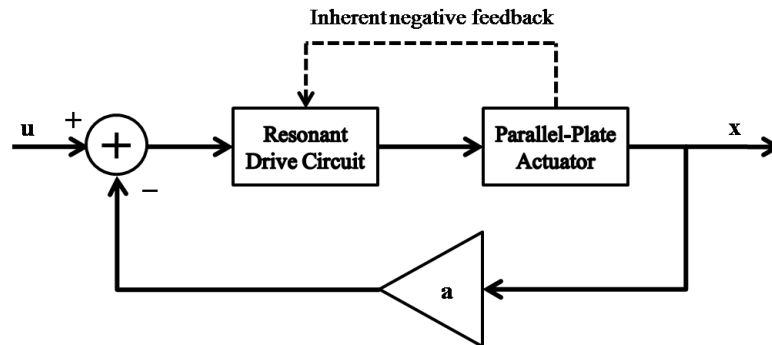 Inherent negative feedback
u
+
+
−
Resonant
Drive Circuit
Parallel-Plate
Actuator
x
a